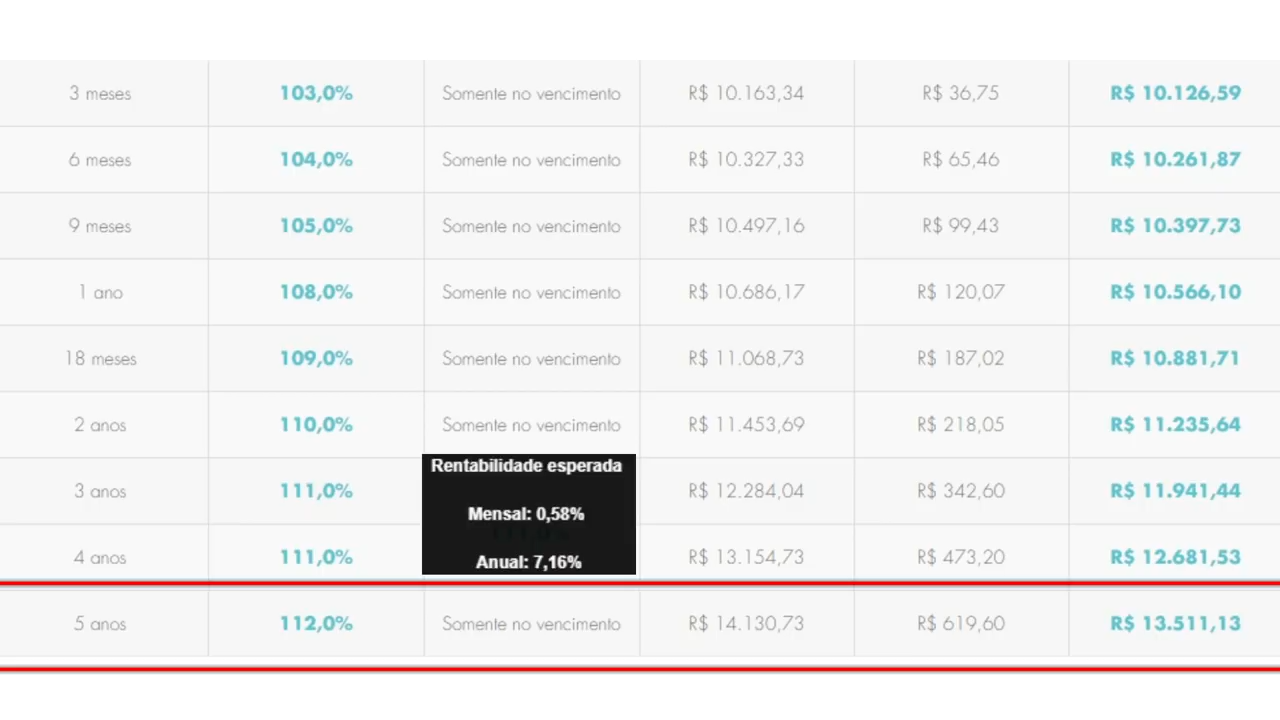 3 meses 103,0% Somente no vencimento R$ 10.163,34 R$ 36,75 R$ 10.126,59
6 meses 104,0% Somente no vencimento R$ 10.327,33 R$ 65,46 R$ 10.261,87
9 meses 105,0% Somente no vencimento R$ 10.497,16 R$ 99,43 R$ 10.397,73
1 ano 108,0% Somente no vencimento R$ 10.686,17 R$ 120,07 R$ 10.566,10
18 meses 109,0% Somente no vencimento R$ 11.068,73 R$ 187,02 R$ 10.881,71
2 anos 110,0% Somente no vencimento R$ 11.453,69 R$ 218,05 R$ 11.235,64
Rentabilidade esperada
3 anos 111,0% R$ 12.284,04 R$ 342,60 R$ 11.941,44
Mensal: 0,58%
4 anos 111,0% R$ 13.154,73 R$ 473,20 R$ 12.681,53
Anual: 7,16%
5 anos 112,0% Somente no vencimento R$ 14.130,73 R$ 619,60 R$ 13.511,13